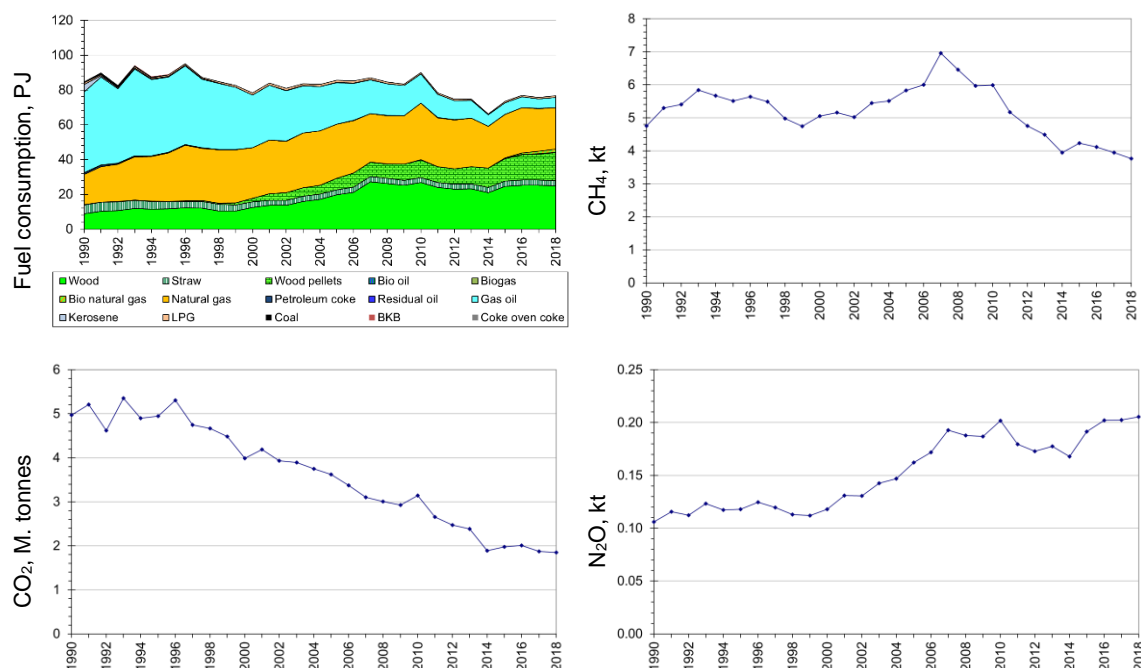 Fuel consumption, PJ
120
100
80
60
40
20
0
1990 1992 1994 1996 1998 2000 2002 2004 2006 2008 2010 2012 2014 2016 2018
Wood Straw Wood pellets Bio oil Biogas
Bio natural gas Natural gas Petroleum coke Residual oil Gas oil
Kerosene LPG Coal BKB Coke oven coke
CH₄, kt
8
7
6
5
4
3
2
1
0
1990 1992 1994 1996 1998 2000 2002 2004 2006 2008 2010 2012 2014 2016 2018
CO₂, M. tonnes
6
5
4
3
2
1
0
1990 1992 1994 1996 1998 2000 2002 2004 2006 2008 2010 2012 2014 2016 2018
N₂O, kt
0.25
0.20
0.15
0.10
0.05
0.00
1990 1992 1994 1996 1998 2000 2002 2004 2006 2008 2010 2012 2014 2016 2018